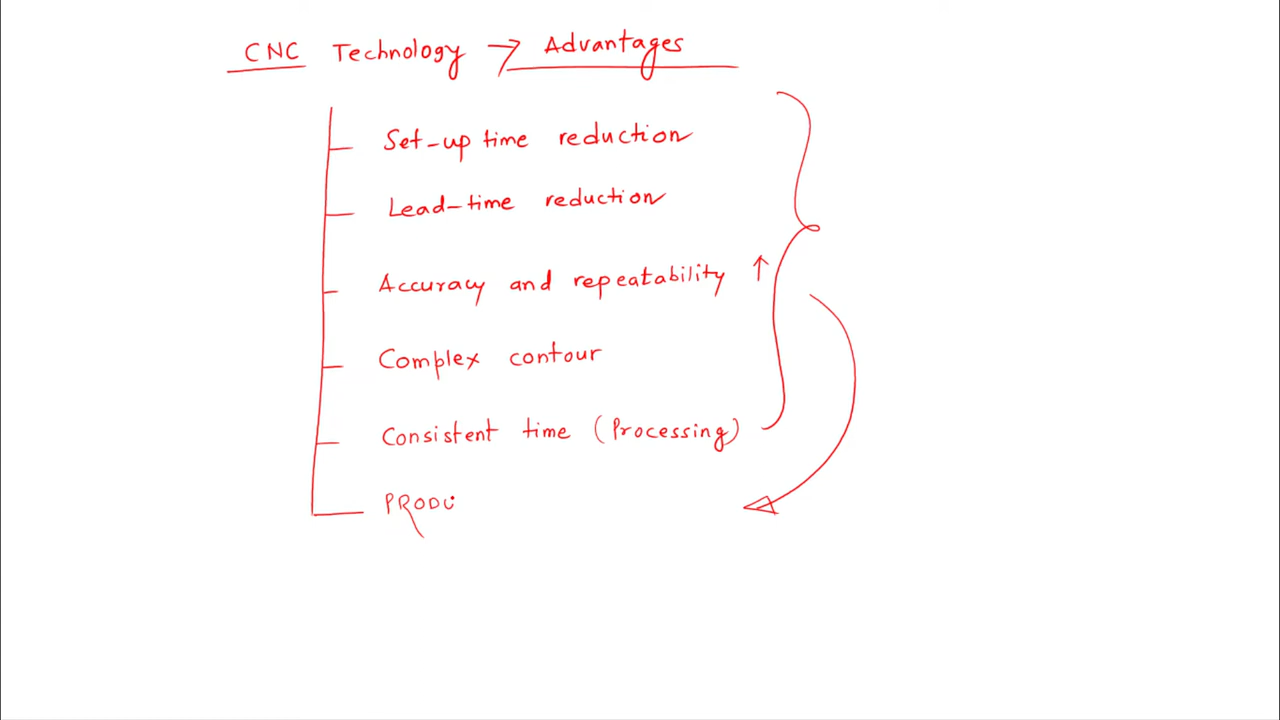 CNC Technology → Advantages
Set-up time reduction
Lead-time reduction
Accuracy and repeatability ↑
Complex contour
Consistent time (Processing)
PRODU